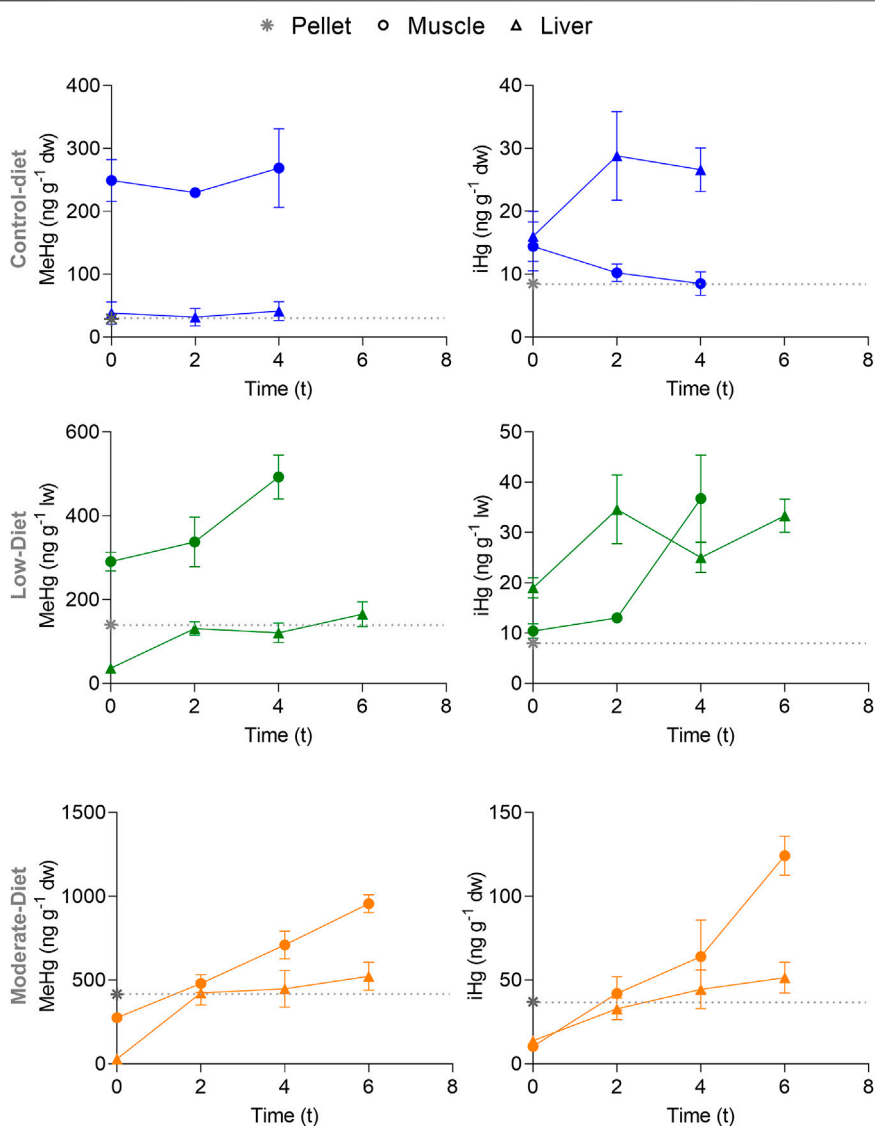 Pellet Muscle Liver
Control-diet
MeHg (ng g⁻¹ dw)
400
300
200
100
0
0 2 4 6 8
Time (t)
iHg (ng g⁻¹ dw)
40
30
20
10
0
0 2 4 6 8
Time (t)
Low-Diet
MeHg (ng g⁻¹ lw)
600
400
200
0
0 2 4 6 8
Time (t)
iHg (ng g⁻¹ lw)
50
40
30
20
10
0
0 2 4 6 8
Time (t)
Moderate-Diet
MeHg (ng g⁻¹ dw)
1500
1000
500
0
0 2 4 6 8
Time (t)
iHg (ng g⁻¹ dw)
150
100
50
0
0 2 4 6 8
Time (t)